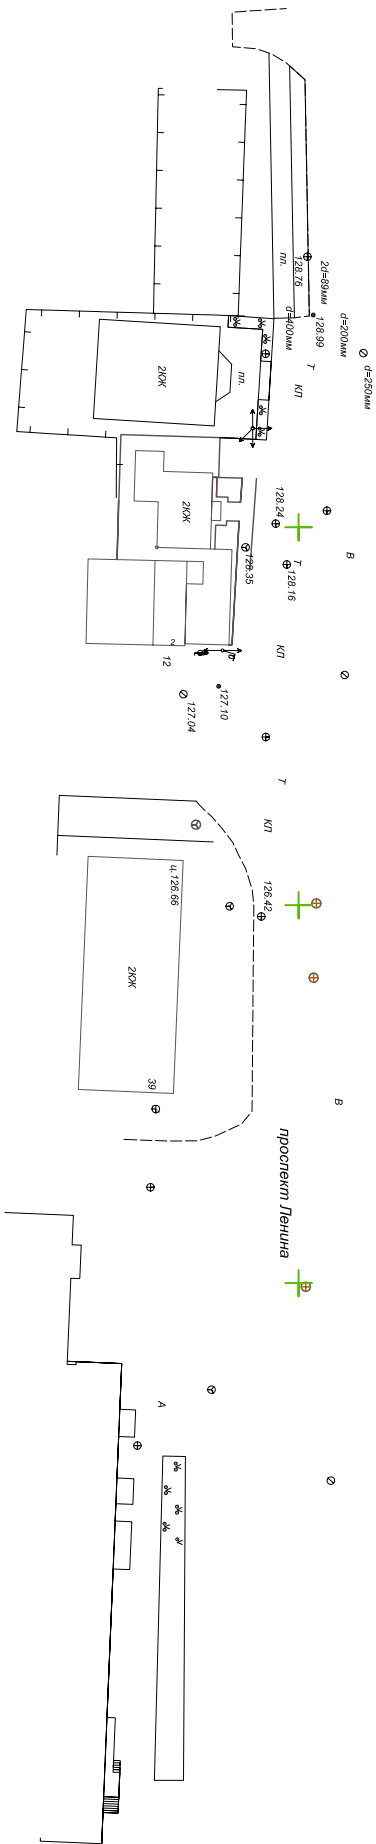 d=250мм
d=200мм
2d=89мм
128.99
128.76
пл.
d=400мм
Т
КП
пл.
2КЖ
128.24
В
2КЖ
128.35
Т
128.16
КП
2
12
127.10
127.04
Т
КП
126.42
ц.126.66
2КЖ
39
В
проспект Ленина
А